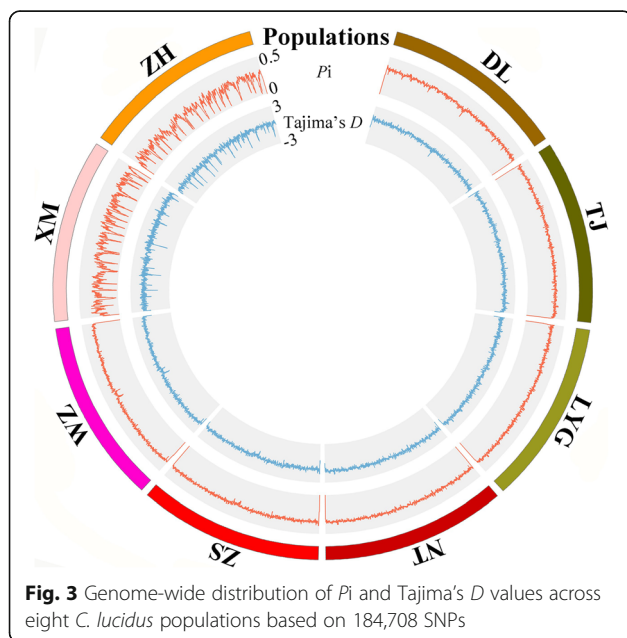 Populations
ZH
DL
0.5
Pi
0
3
Tajima's D
-3
XM
TJ
WZ
LYG
ZS
NT
Fig. 3 Genome-wide distribution of Pi and Tajima's D values across
eight C. lucidus populations based on 184,708 SNPs